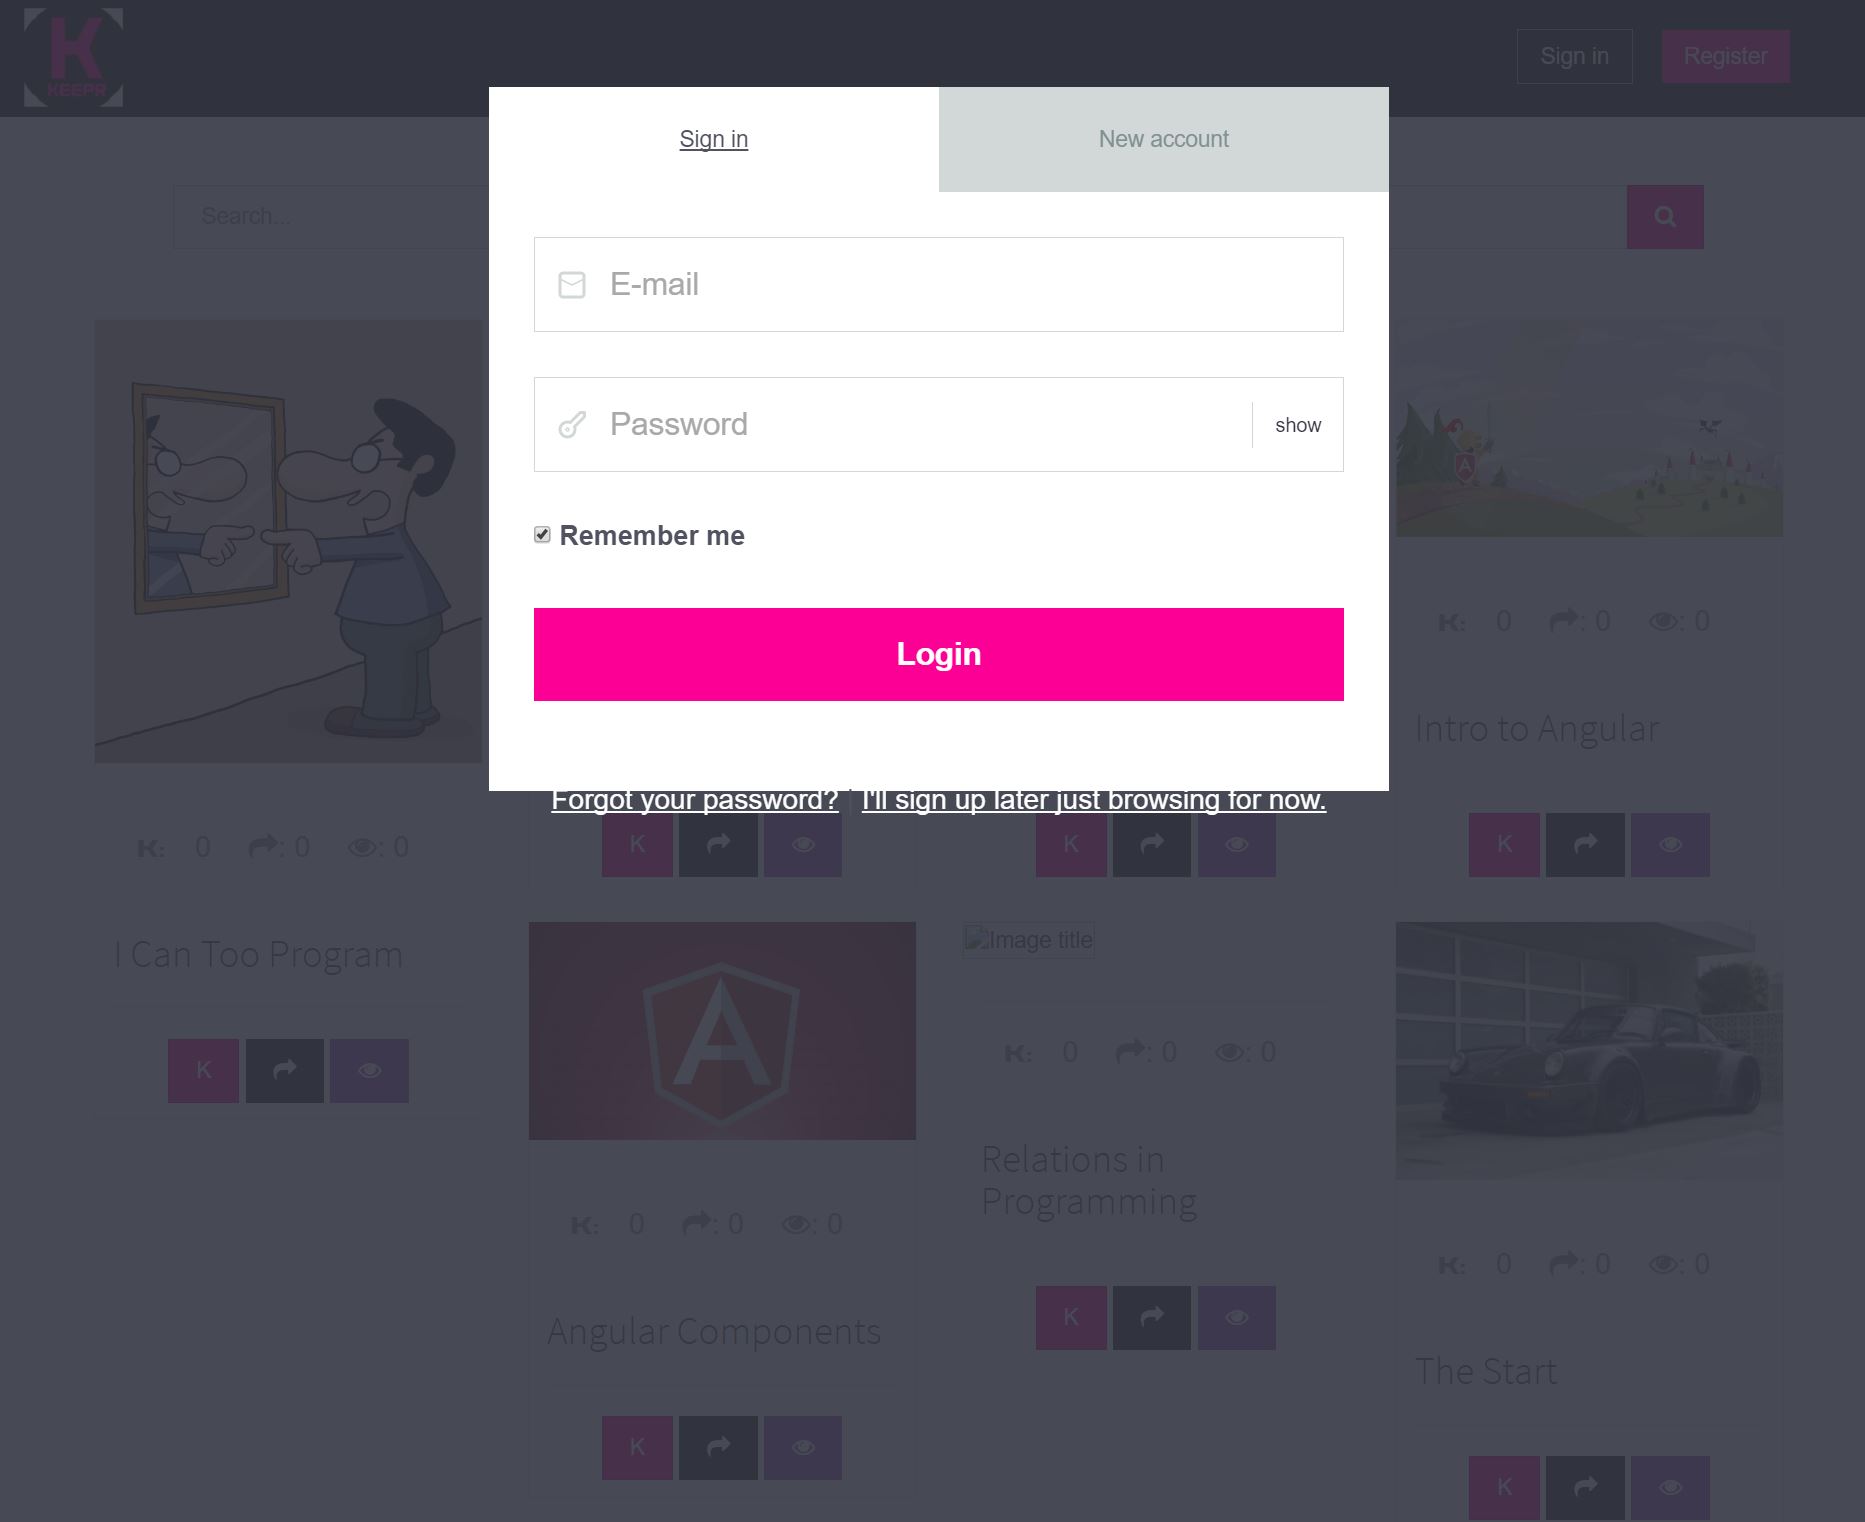 K
KEEPR
Sign in
Register
Sign in
New account
Search...
E-mail
Password
show
Remember me
Login
Forgot your password? | I'll sign up later just browsing for now.
A
K: 0 : 0 : 0
Intro to Angular
K
K
K
K: 0 : 0 : 0
I Can Too Program
K
A
K: 0 : 0 : 0
Angular Components
K
Image title
K: 0 : 0 : 0
Relations in
Programming
K
K: 0 : 0 : 0
The Start
K